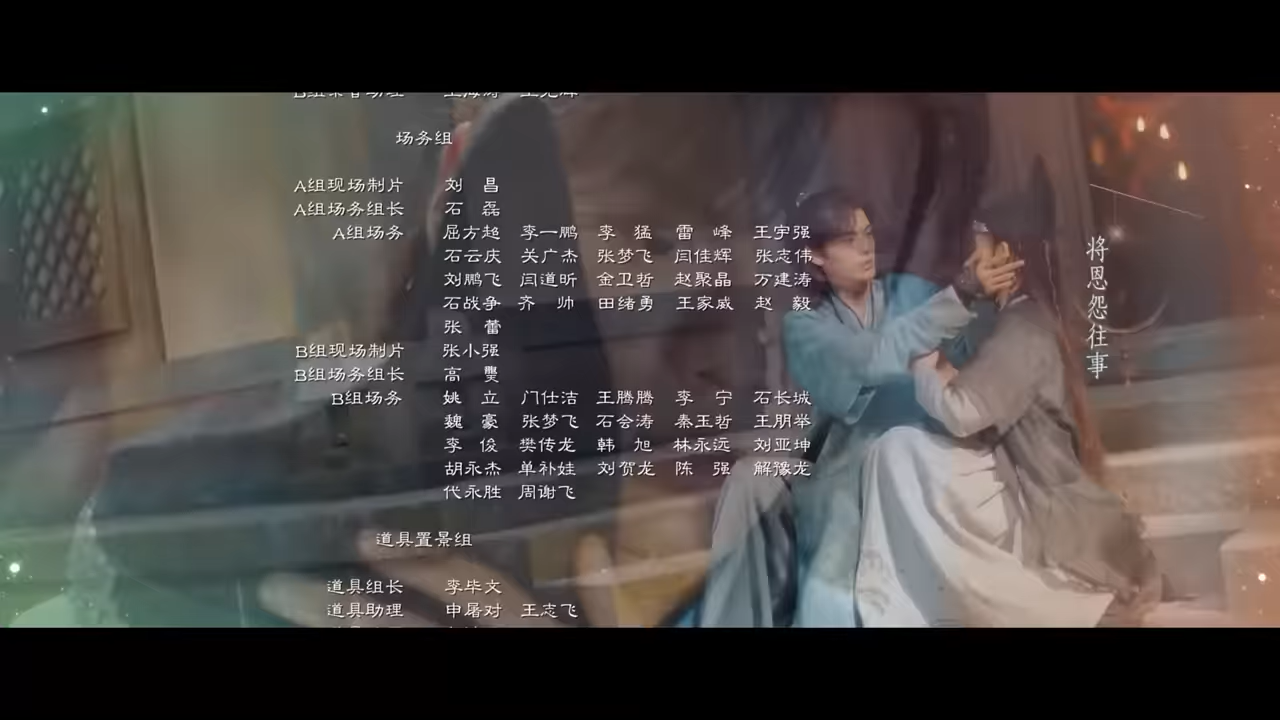 场务组
A组现场制片 刘 昌
A组场务组长 石 磊
A组场务 屈方超 李一鹏 李 猛 雷 峰 王宇强
石云庆 关广杰 张梦飞 闫佳辉 张志伟
刘鹏飞 闫道昕 金卫哲 赵聚晶 万建涛
石战争 齐 帅 田绪勇 王家威 赵 毅
张 蕾
B组现场制片 张小强
B组场务组长 高
B组场务 姚 立 门仕洁 王腾腾 李 宁 石长城
魏 豪 张梦飞 石会涛 秦玉哲 王朋举
李 俊 樊传龙 韩 旭 林永远 刘亚坤
胡永杰 单补娃 刘贺龙 陈 强 解豫龙
代永胜 周谢飞
道具置景组
道具组长 李毕文
道具助理 申屠对 王志飞
将恩怨往事